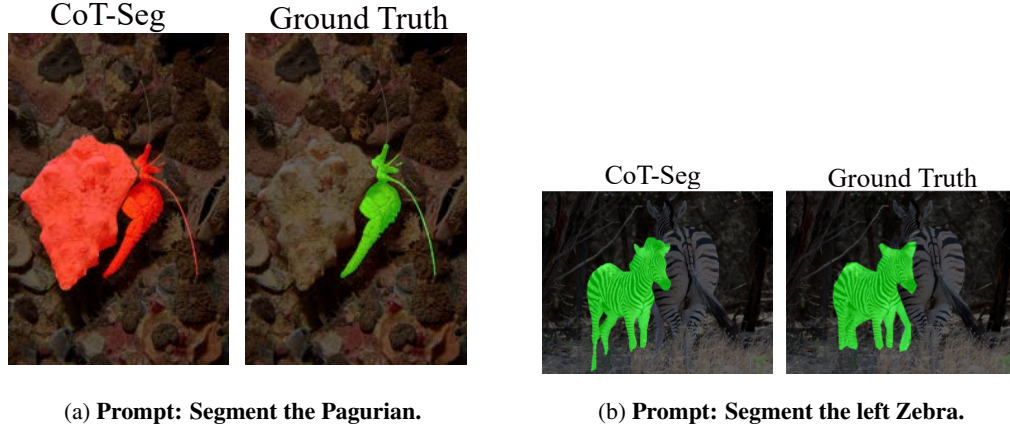 CoT-Seg
Ground Truth
(a) Prompt: Segment the Pagurian.
CoT-Seg
Ground Truth
(b) Prompt: Segment the left Zebra.